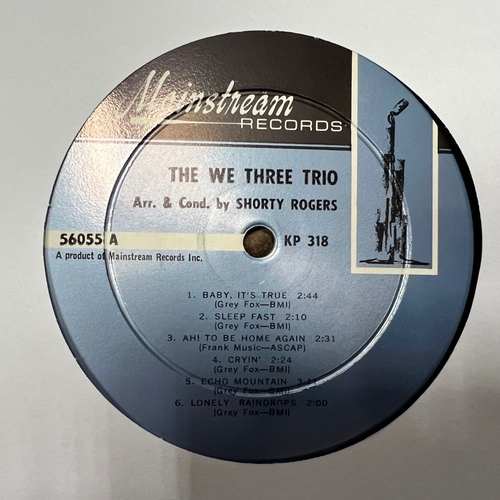 Mainstream
RECORDS
THE WE THREE TRIO
Arr. & Cond. by SHORTY ROGERS
56055 A KP 318
A product of Mainstream Records Inc.
1. BABY, IT'S TRUE 2:44
(Grey Fox—BMI)
2. SLEEP FAST 2:10
(Grey Fox—BMI)
3. AH! TO BE HOME AGAIN 2:31
(Frank Music—ASCAP)
4. CRYIN' 2:24
(Grey Fox—BMI)
5. ECHO MOUNTAIN
(Grey Fox—BMI)
6. LONELY RAINDROPS 2:00
(Grey Fox—BMI)